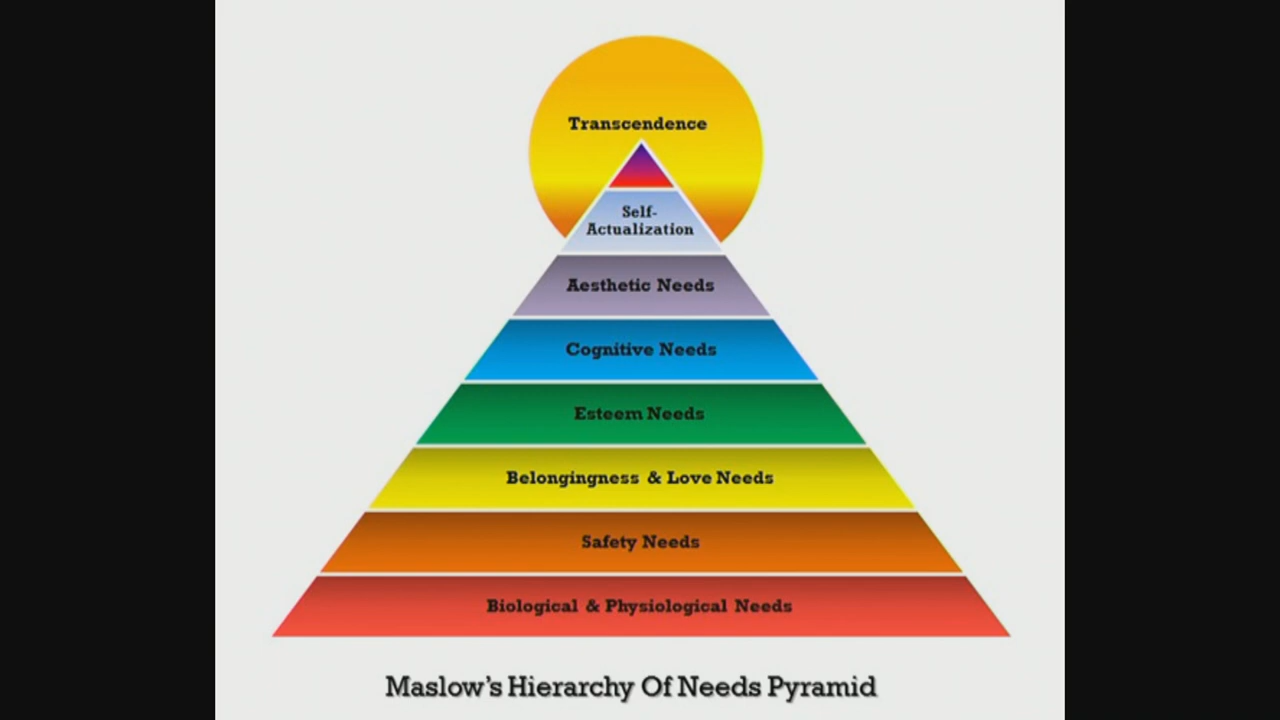 Transcendence
Self-
Actualization
Aesthetic Needs
Cognitive Needs
Esteem Needs
Belongingness & Love Needs
Safety Needs
Biological & Physiological Needs
Maslow's Hierarchy Of Needs Pyramid